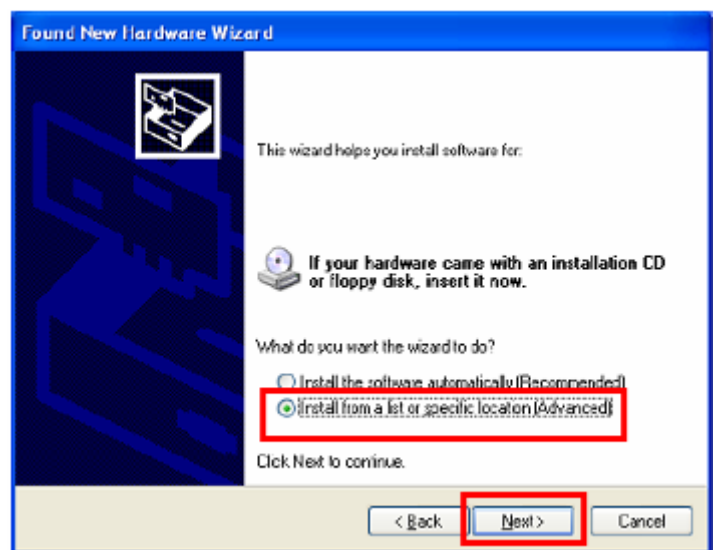 Found New Hardware Wizard
This wizard helps you install software for:
If your hardware came with an installation CD
or floppy disk, insert it now.
What do you want the wizard to do?
Install the software automatically (Recommended)
Install from a list or specific location (Advanced)
Click Next to continue.
< Back
Next >
Cancel